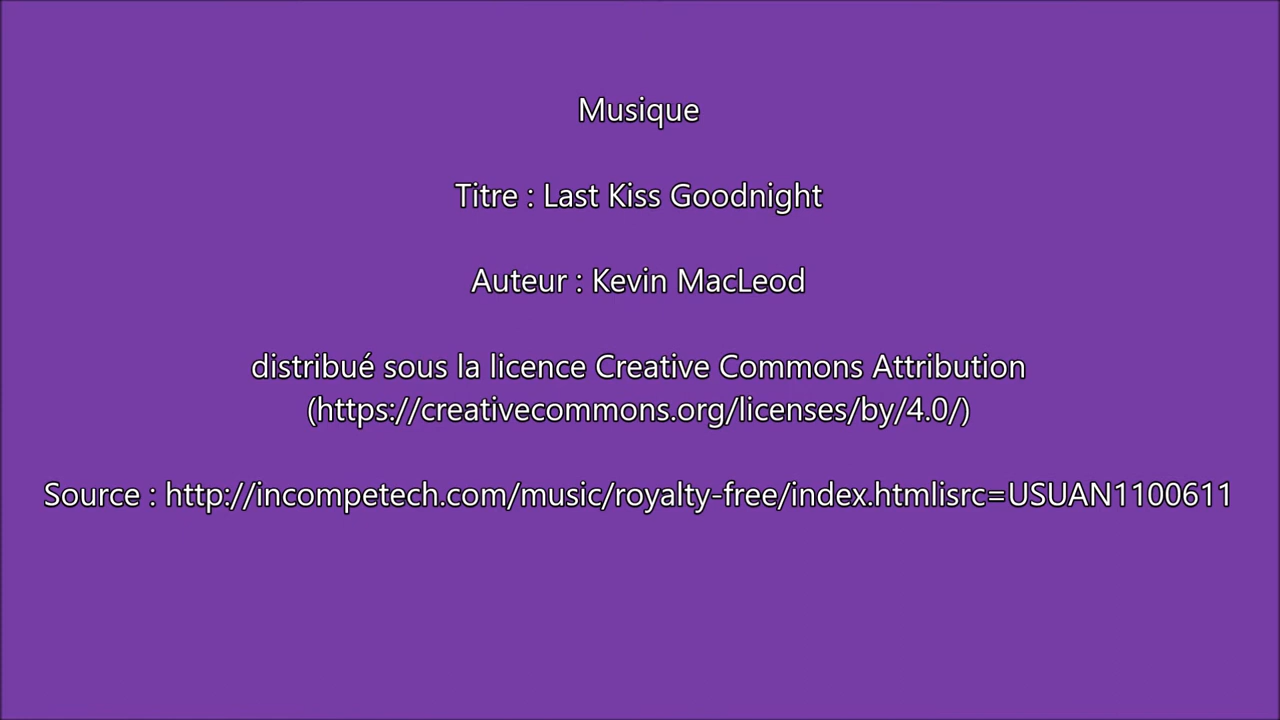 Musique
Titre : Last Kiss Goodnight
Auteur : Kevin MacLeod
distribué sous la licence Creative Commons Attribution
(https://creativecommons.org/licenses/by/4.0/)
Source : http://incompetech.com/music/royalty-free/index.htmlisrc=USUAN1100611